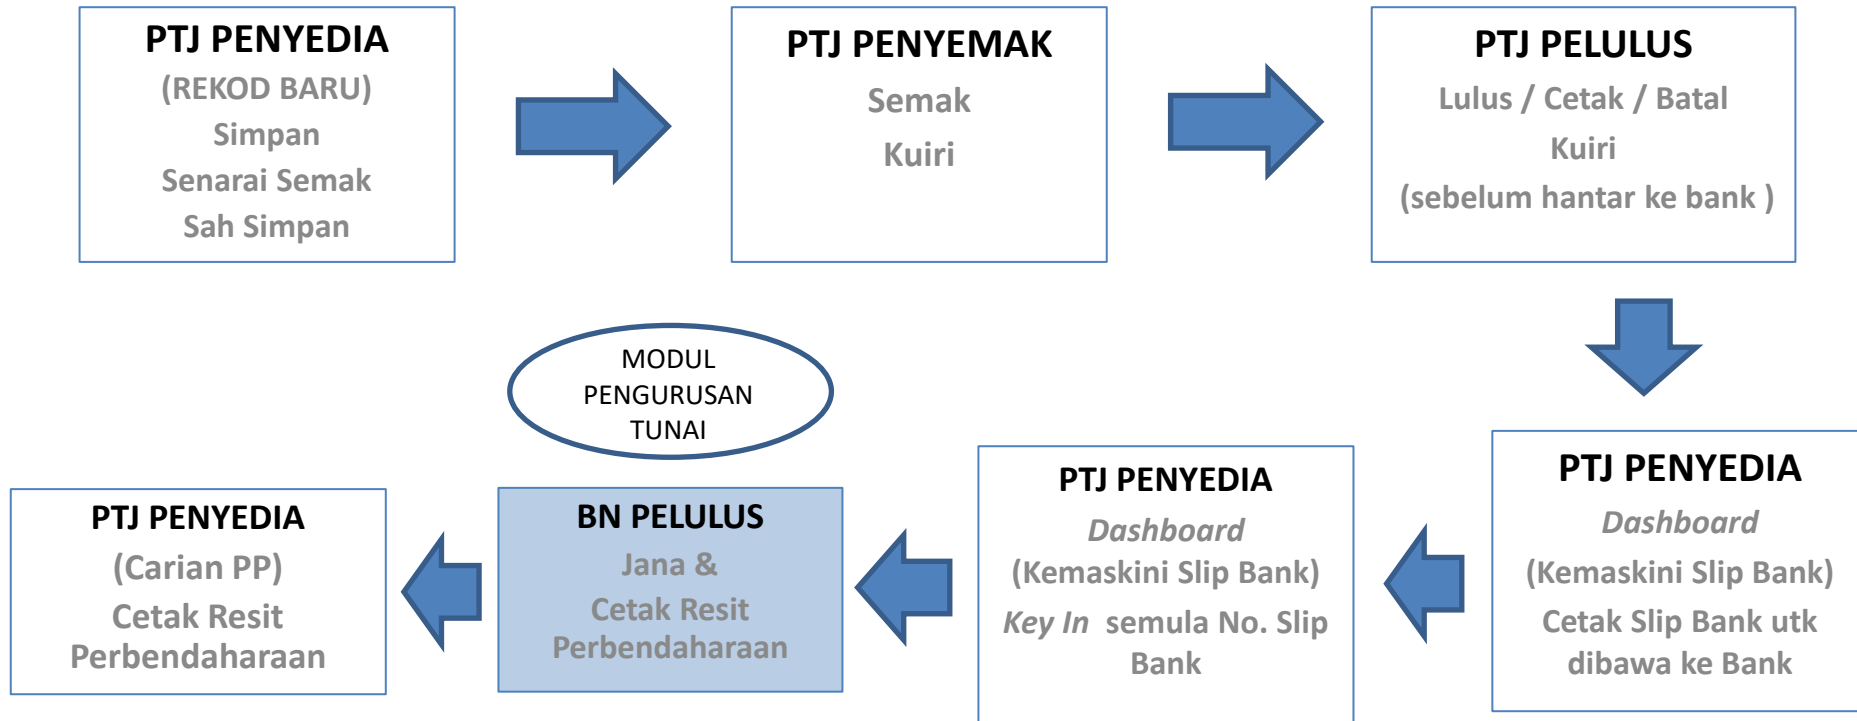 PTJ PENYEDIA
(REKOD BARU)
Simpan
Senarai Semak
Sah Simpan
PTJ PENYEMAK
Semak
Kuiri
PTJ PELULUS
Lulus / Cetak / Batal
Kuiri
(sebelum hantar ke bank )
PTJ PENYEDIA
Dashboard
(Kemaskini Slip Bank)
Cetak Slip Bank utk
dibawa ke Bank
PTJ PENYEDIA
Dashboard
(Kemaskini Slip Bank)
Key In semula No. Slip
Bank
MODUL
PENGURUSAN
TUNAI
BN PELULUS
Jana &
Cetak Resit
Perbendaharaan
PTJ PENYEDIA
(Carian PP)
Cetak Resit
Perbendaharaan